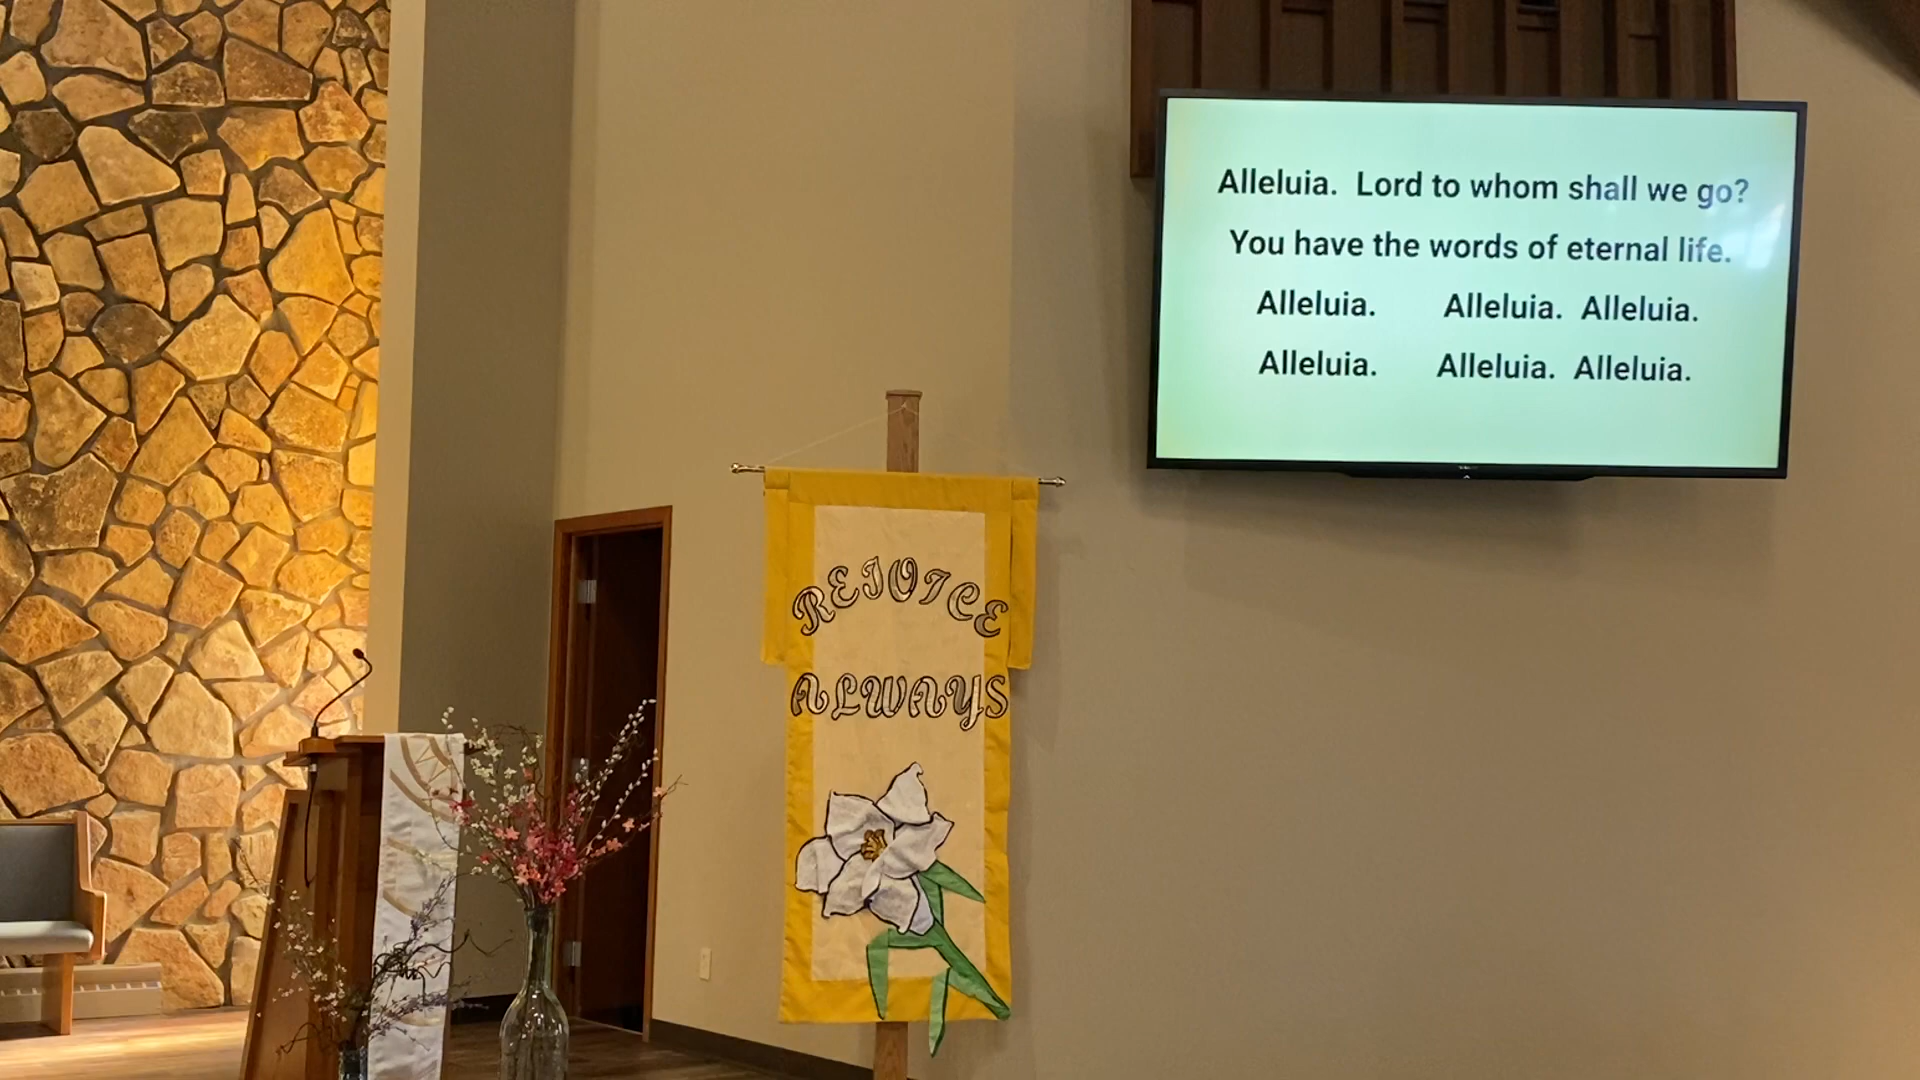 Alleluia. Lord to whom shall we go?
You have the words of eternal life.
Alleluia. Alleluia. Alleluia.
Alleluia. Alleluia. Alleluia.
REJOICE
ALWAYS